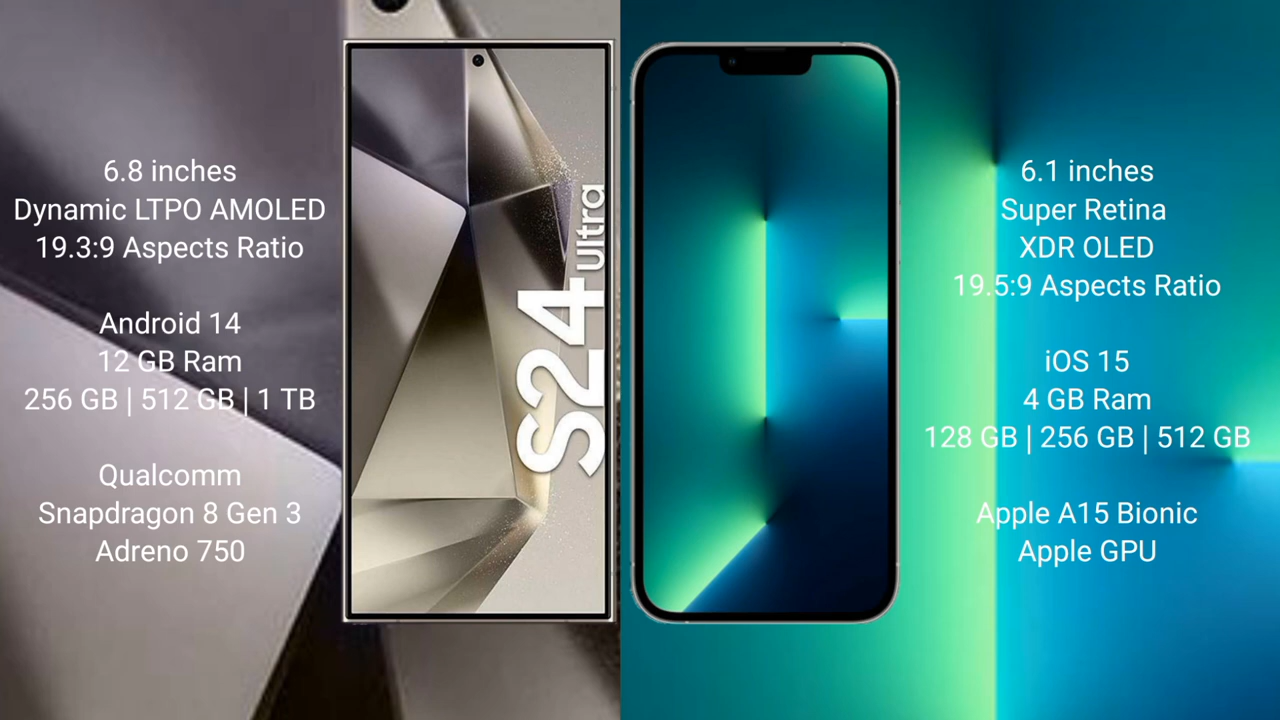 6.8 inches
Dynamic LTPO AMOLED
19.3:9 Aspects Ratio
Android 14
12 GB Ram
256 GB | 512 GB | 1 TB
Qualcomm
Snapdragon 8 Gen 3
Adreno 750
S24 ultra
6.1 inches
Super Retina
XDR OLED
19.5:9 Aspects Ratio
iOS 15
4 GB Ram
128 GB | 256 GB | 512 GB
Apple A15 Bionic
Apple GPU